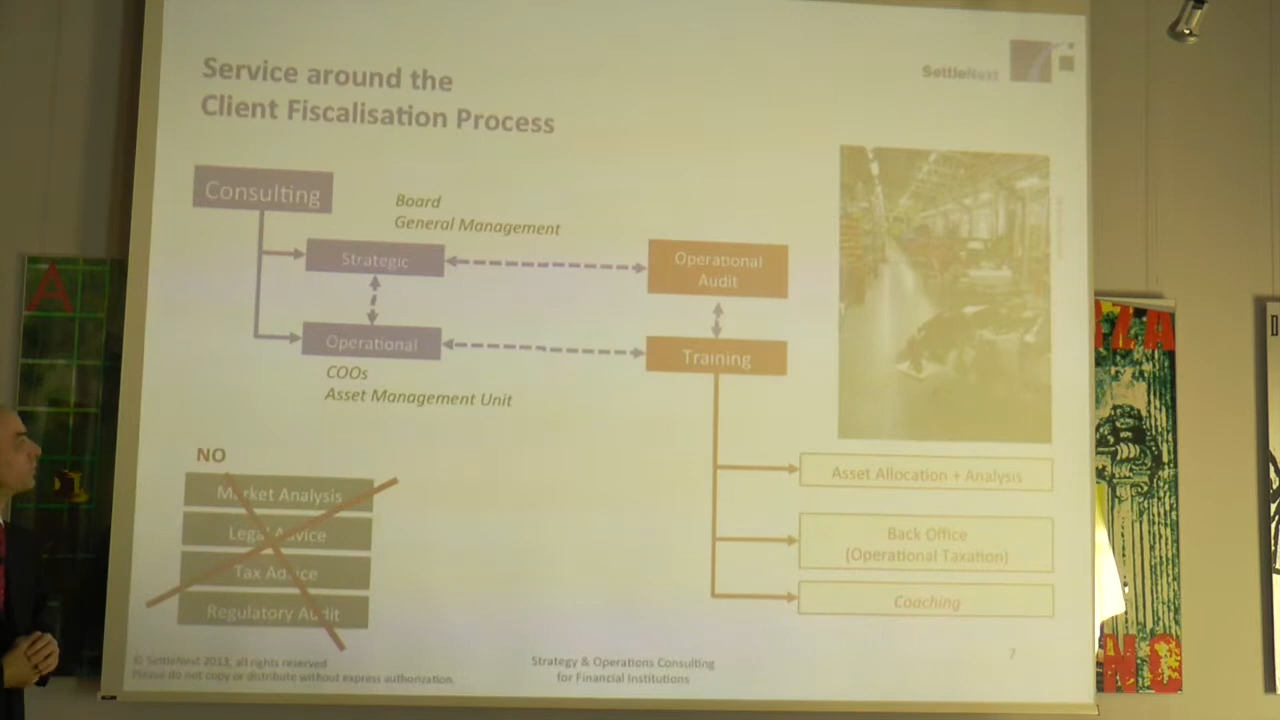 Service around the
Client Fiscalisation Process
SettleNext
Consulting
Board
General Management
Strategic
Operational
Audit
Operational
Training
COOs
Asset Management Unit
NO
Market Analysis
Legal Advice
Tax Advice
Regulatory Audit
Asset Allocation + Analysis
Back Office
(Operational Taxation)
Coaching
© SettleNext 2013, all rights reserved
Please do not copy or distribute without express authorization.
Strategy & Operations Consulting
for Financial Institutions
7
A
ZA
NO